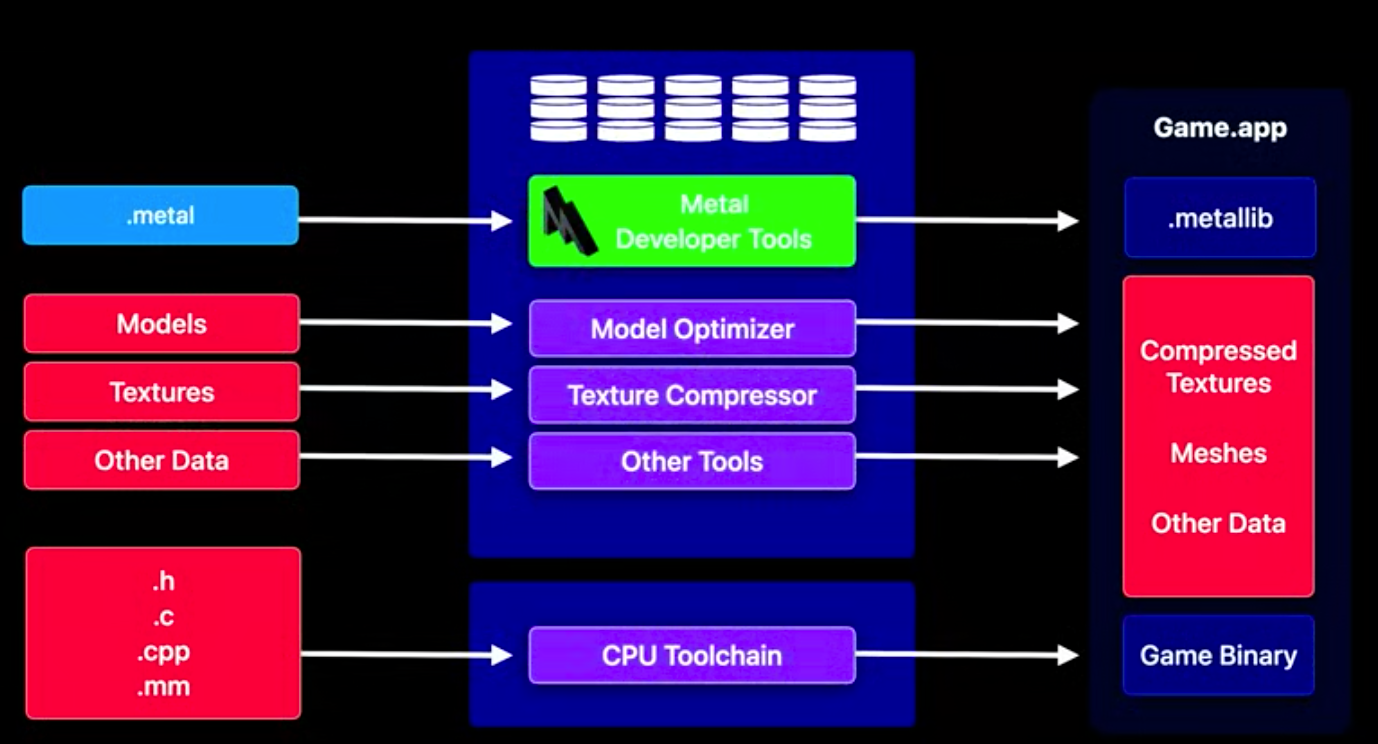 Game.app
.metal
Metal
Developer Tools
.metallib
Models
Model Optimizer
Textures
Texture Compressor
Other Data
Other Tools
Compressed
Textures
Meshes
Other Data
.h
.c
.cpp
.mm
CPU Toolchain
Game Binary